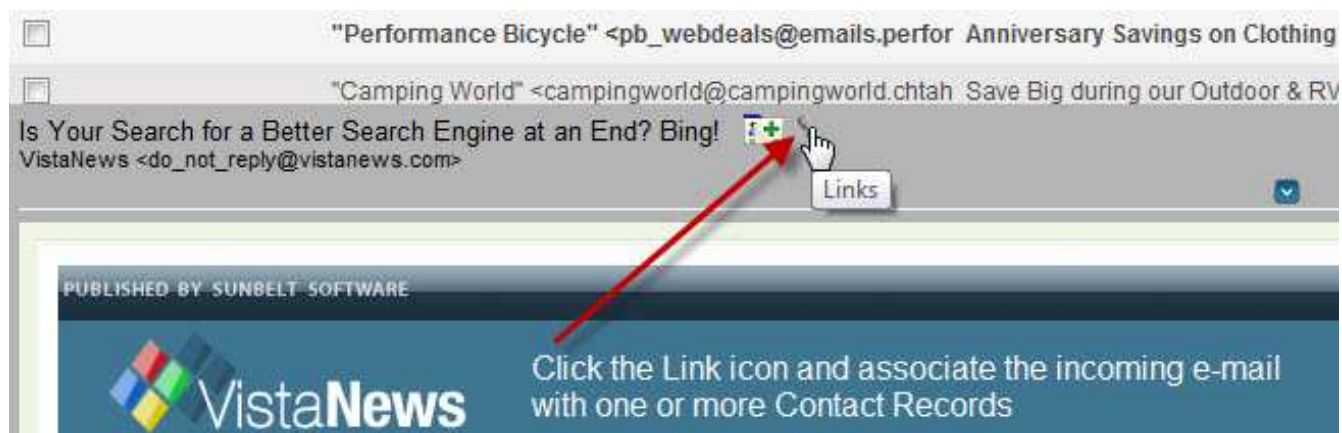 "Performance Bicycle" <pb_webdeals@emails.perfor Anniversary Savings on Clothing
"Camping World" <campingworld@campingworld.chtah Save Big during our Outdoor & RV
Is Your Search for a Better Search Engine at an End? Bing!
VistaNews <do_not_reply@vistanews.com>
Links
PUBLISHED BY SUNBELT SOFTWARE
VistaNews
Click the Link icon and associate the incoming e-mail
with one or more Contact Records